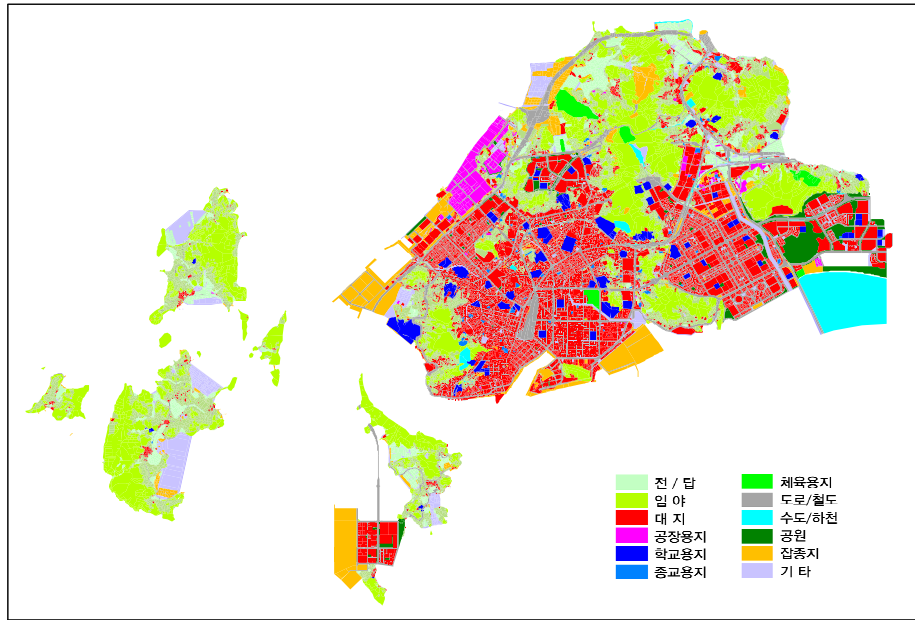 전 / 답
임 야
대 지
공장용지
학교용지
종교용지
체육용지
도로/철도
수도/하천
공원
잡종지
기 타